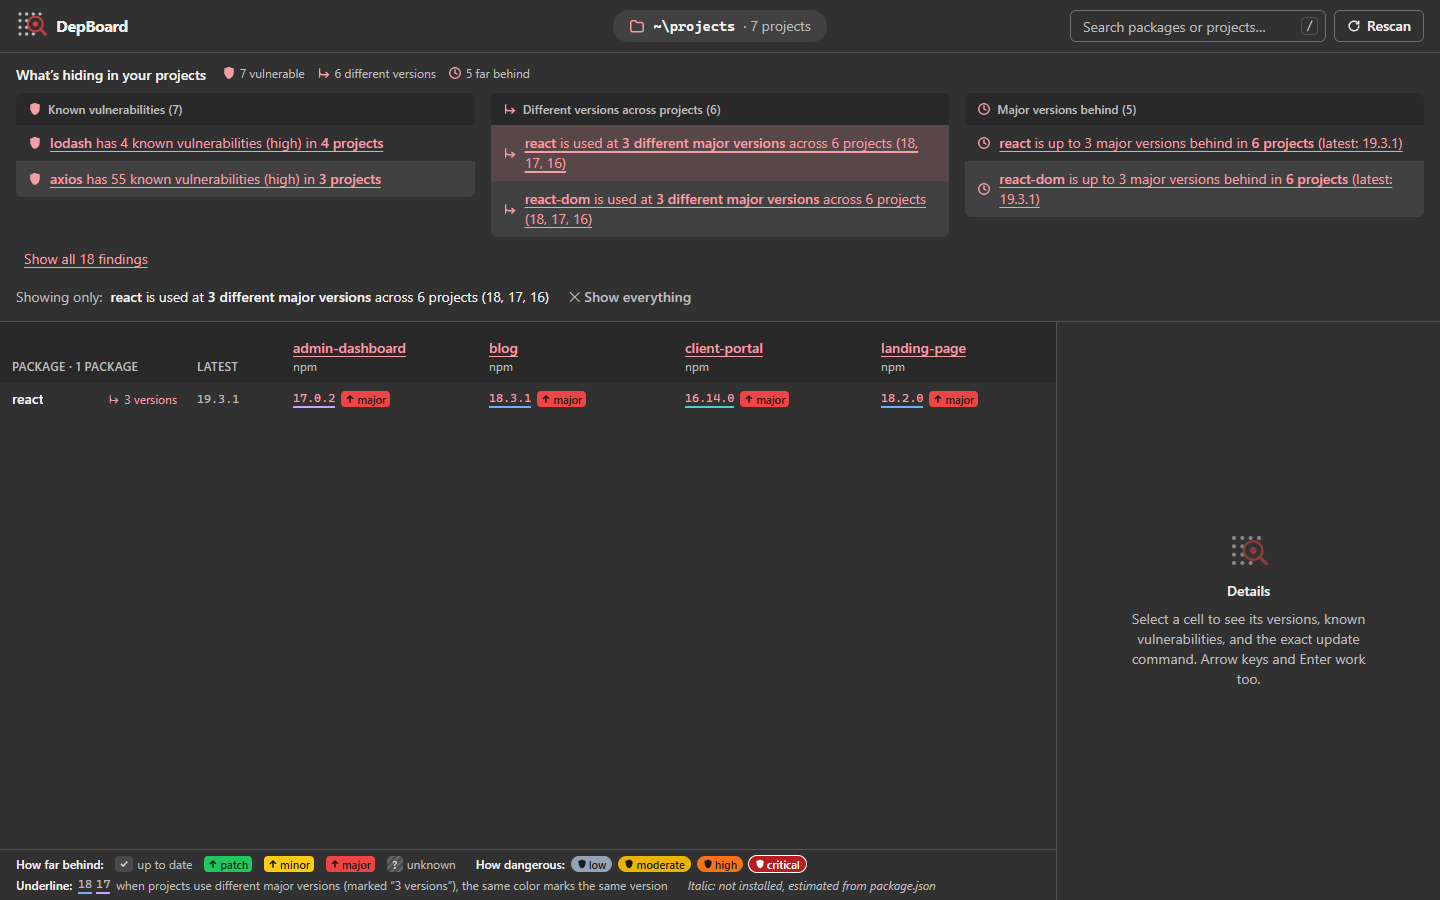 DepBoard
~\projects · 7 projects
Search packages or projects... /
Rescan
What's hiding in your projects 7 vulnerable 6 different versions 5 far behind
Known vulnerabilities (7)
lodash has 4 known vulnerabilities (high) in 4 projects
axios has 55 known vulnerabilities (high) in 3 projects
Different versions across projects (6)
react is used at 3 different major versions across 6 projects (18,
17, 16)
react-dom is used at 3 different major versions across 6 projects
(18, 17, 16)
Major versions behind (5)
react is up to 3 major versions behind in 6 projects (latest: 19.3.1)
react-dom is up to 3 major versions behind in 6 projects (latest:
19.3.1)
Show all 18 findings
Showing only: react is used at 3 different major versions across 6 projects (18, 17, 16) Show everything
PACKAGE · 1 PACKAGE LATEST
admin-dashboard
npm
blog
npm
client-portal
npm
landing-page
npm
react 3 versions 19.3.1 17.0.2 major 18.3.1 major 16.14.0 major 18.2.0 major
Details
Select a cell to see its versions, known
vulnerabilities, and the exact update
command. Arrow keys and Enter work
too.
How far behind: up to date patch minor major ? unknown How dangerous: low moderate high critical
Underline: 18 17 when projects use different major versions (marked “3 versions”), the same color marks the same version Italic: not installed, estimated from package.json